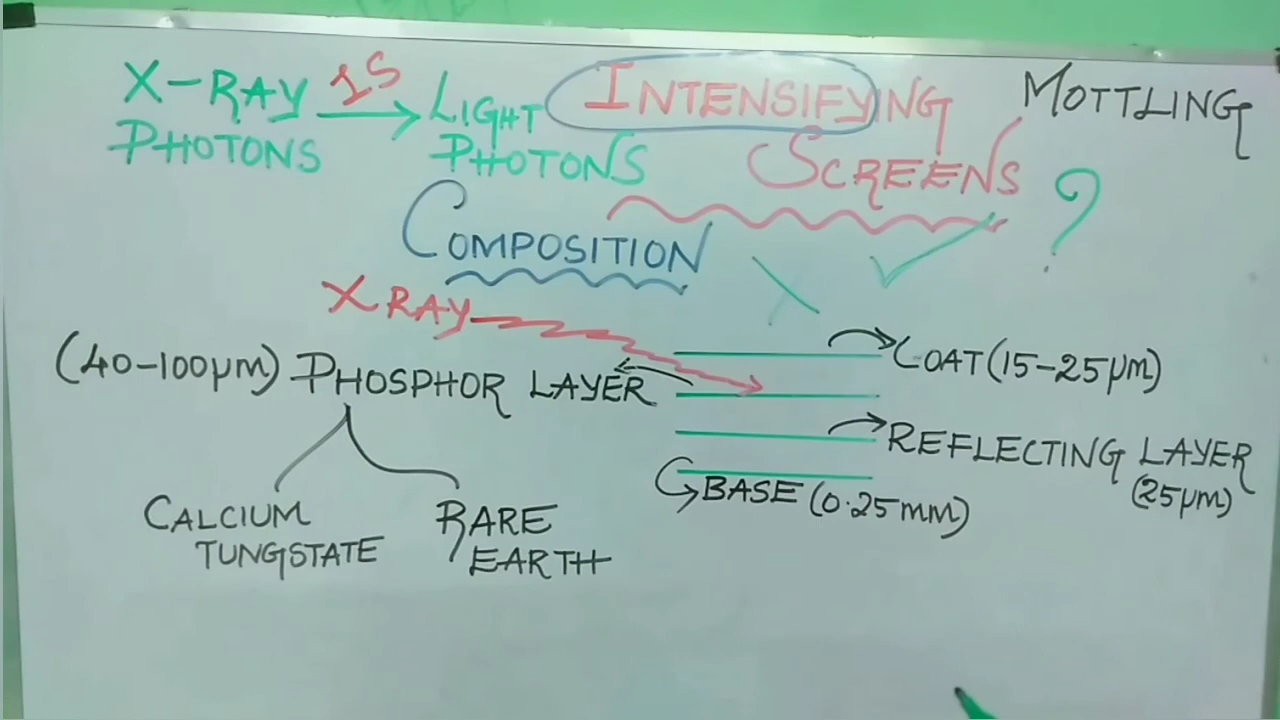 X-RAY IS LIGHT
PHOTONS → PHOTONS
INTENSIFYING
SCREENS
MOTTLING
?
COMPOSITION
X ✓
X RAY
COAT (15-25μm)
(40-100μm) PHOSPHOR LAYER
REFLECTING LAYER
(25μm)
BASE (0.25mm)
CALCIUM
TUNGSTATE
RARE
EARTH